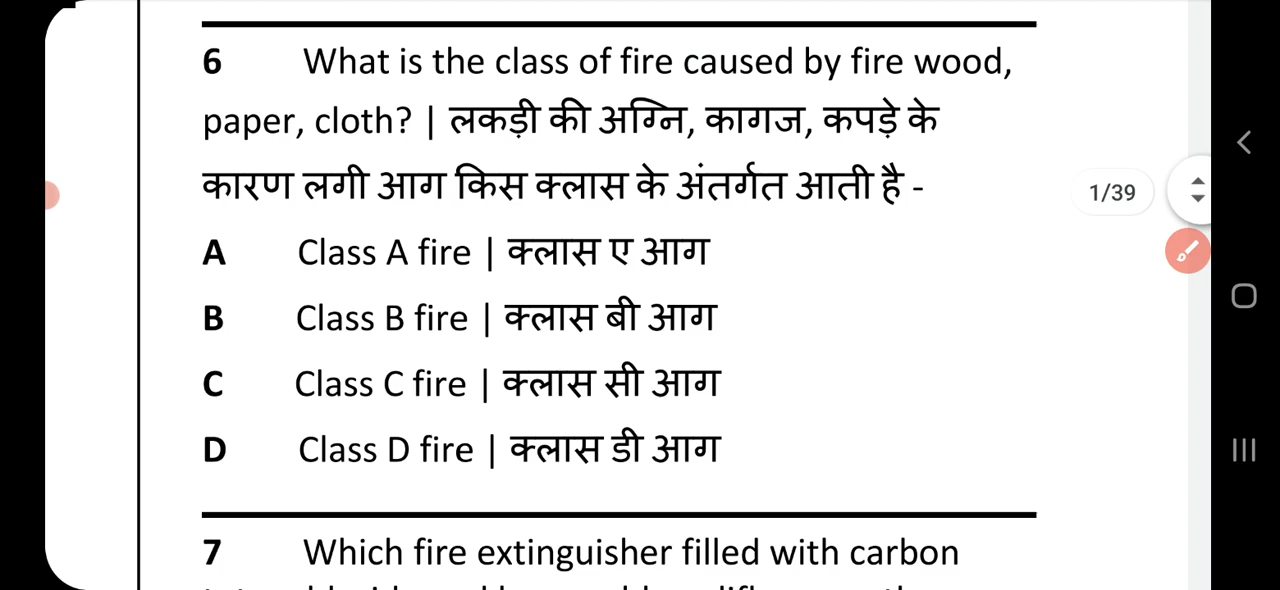 6 What is the class of fire caused by fire wood,
paper, cloth? | लकड़ी की अग्नि, कागज, कपड़े के
कारण लगी आग किस क्लास के अंतर्गत आती है -
1/39
A Class A fire | क्लास ए आग
B Class B fire | क्लास बी आग
C Class C fire | क्लास सी आग
D Class D fire | क्लास डी आग
7 Which fire extinguisher filled with carbon